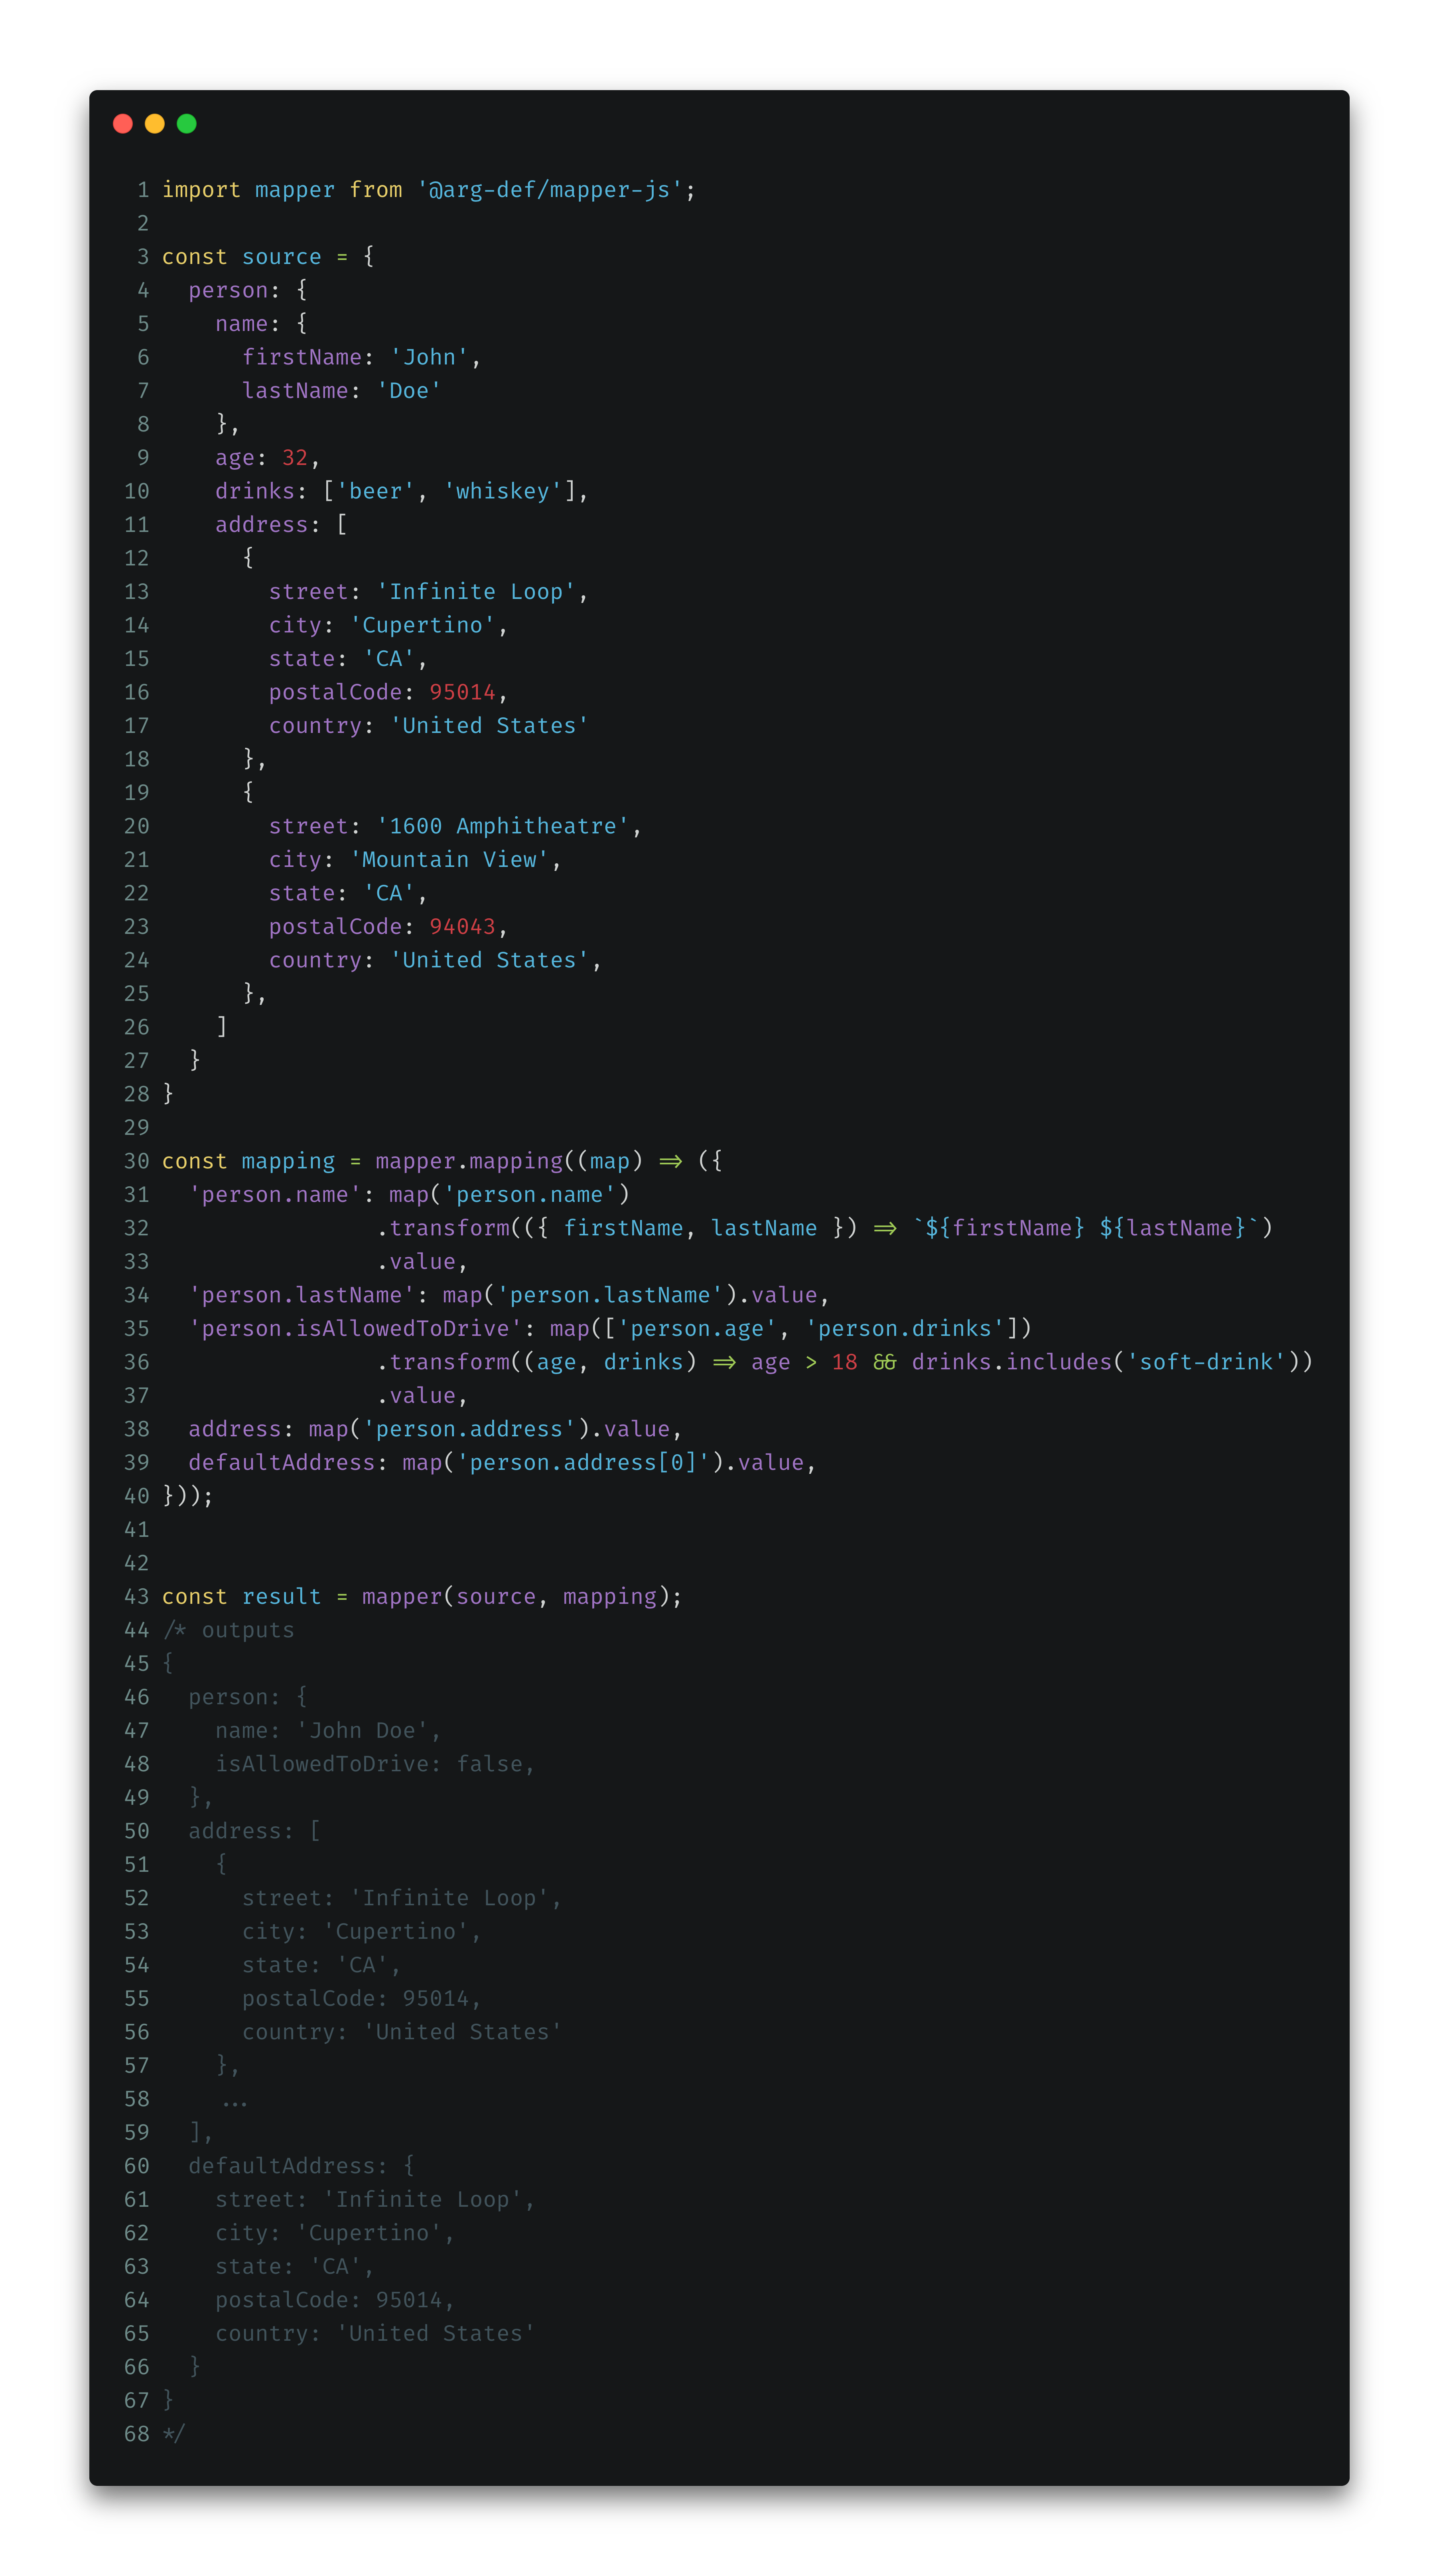 1 import mapper from '@arg-def/mapper-js';
2
3 const source = {
4   person: {
5     name: {
6       firstName: 'John',
7       lastName: 'Doe'
8     },
9     age: 32,
10     drinks: ['beer', 'whiskey'],
11     address: [
12       {
13         street: 'Infinite Loop',
14         city: 'Cupertino',
15         state: 'CA',
16         postalCode: 95014,
17         country: 'United States'
18       },
19       {
20         street: '1600 Amphitheatre',
21         city: 'Mountain View',
22         state: 'CA',
23         postalCode: 94043,
24         country: 'United States',
25       },
26     ]
27   }
28 }
29
30 const mapping = mapper.mapping((map) => ({
31   'person.name': map('person.name')
32                 .transform(({ firstName, lastName }) => `${firstName} ${lastName}`)
33                 .value,
34   'person.lastName': map('person.lastName').value,
35   'person.isAllowedToDrive': map(['person.age', 'person.drinks'])
36                 .transform((age, drinks) => age > 18 && drinks.includes('soft-drink'))
37                 .value,
38   address: map('person.address').value,
39   defaultAddress: map('person.address[0]').value,
40 }));
41
42
43 const result = mapper(source, mapping);
44 /* outputs
45 {
46   person: {
47     name: 'John Doe',
48     isAllowedToDrive: false,
49   },
50   address: [
51     {
52       street: 'Infinite Loop',
53       city: 'Cupertino',
54       state: 'CA',
55       postalCode: 95014,
56       country: 'United States'
57     },
58     ...
59   ],
60   defaultAddress: {
61     street: 'Infinite Loop',
62     city: 'Cupertino',
63     state: 'CA',
64     postalCode: 95014,
65     country: 'United States'
66   }
67 }
68 */